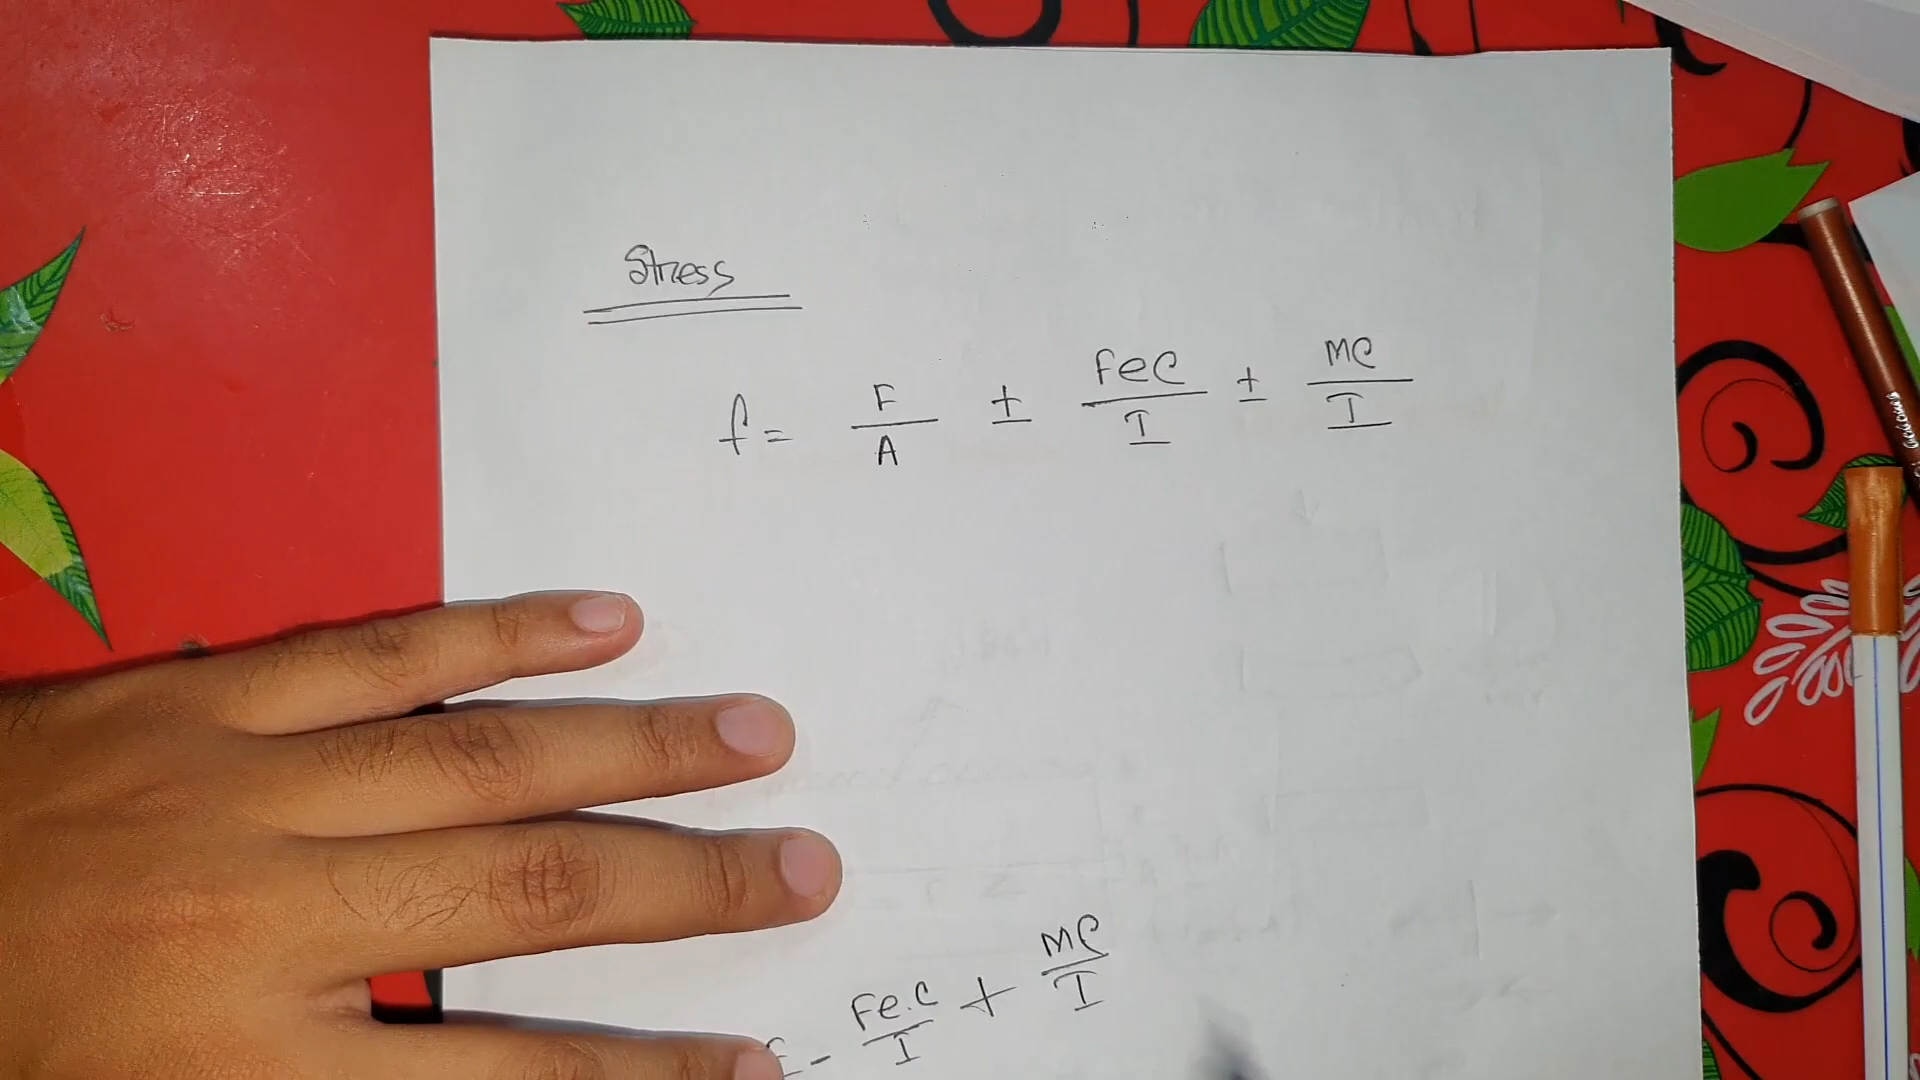 Stress
f = F/A ± FeC/I ± MC/I
- Fe.C/I + MC/I